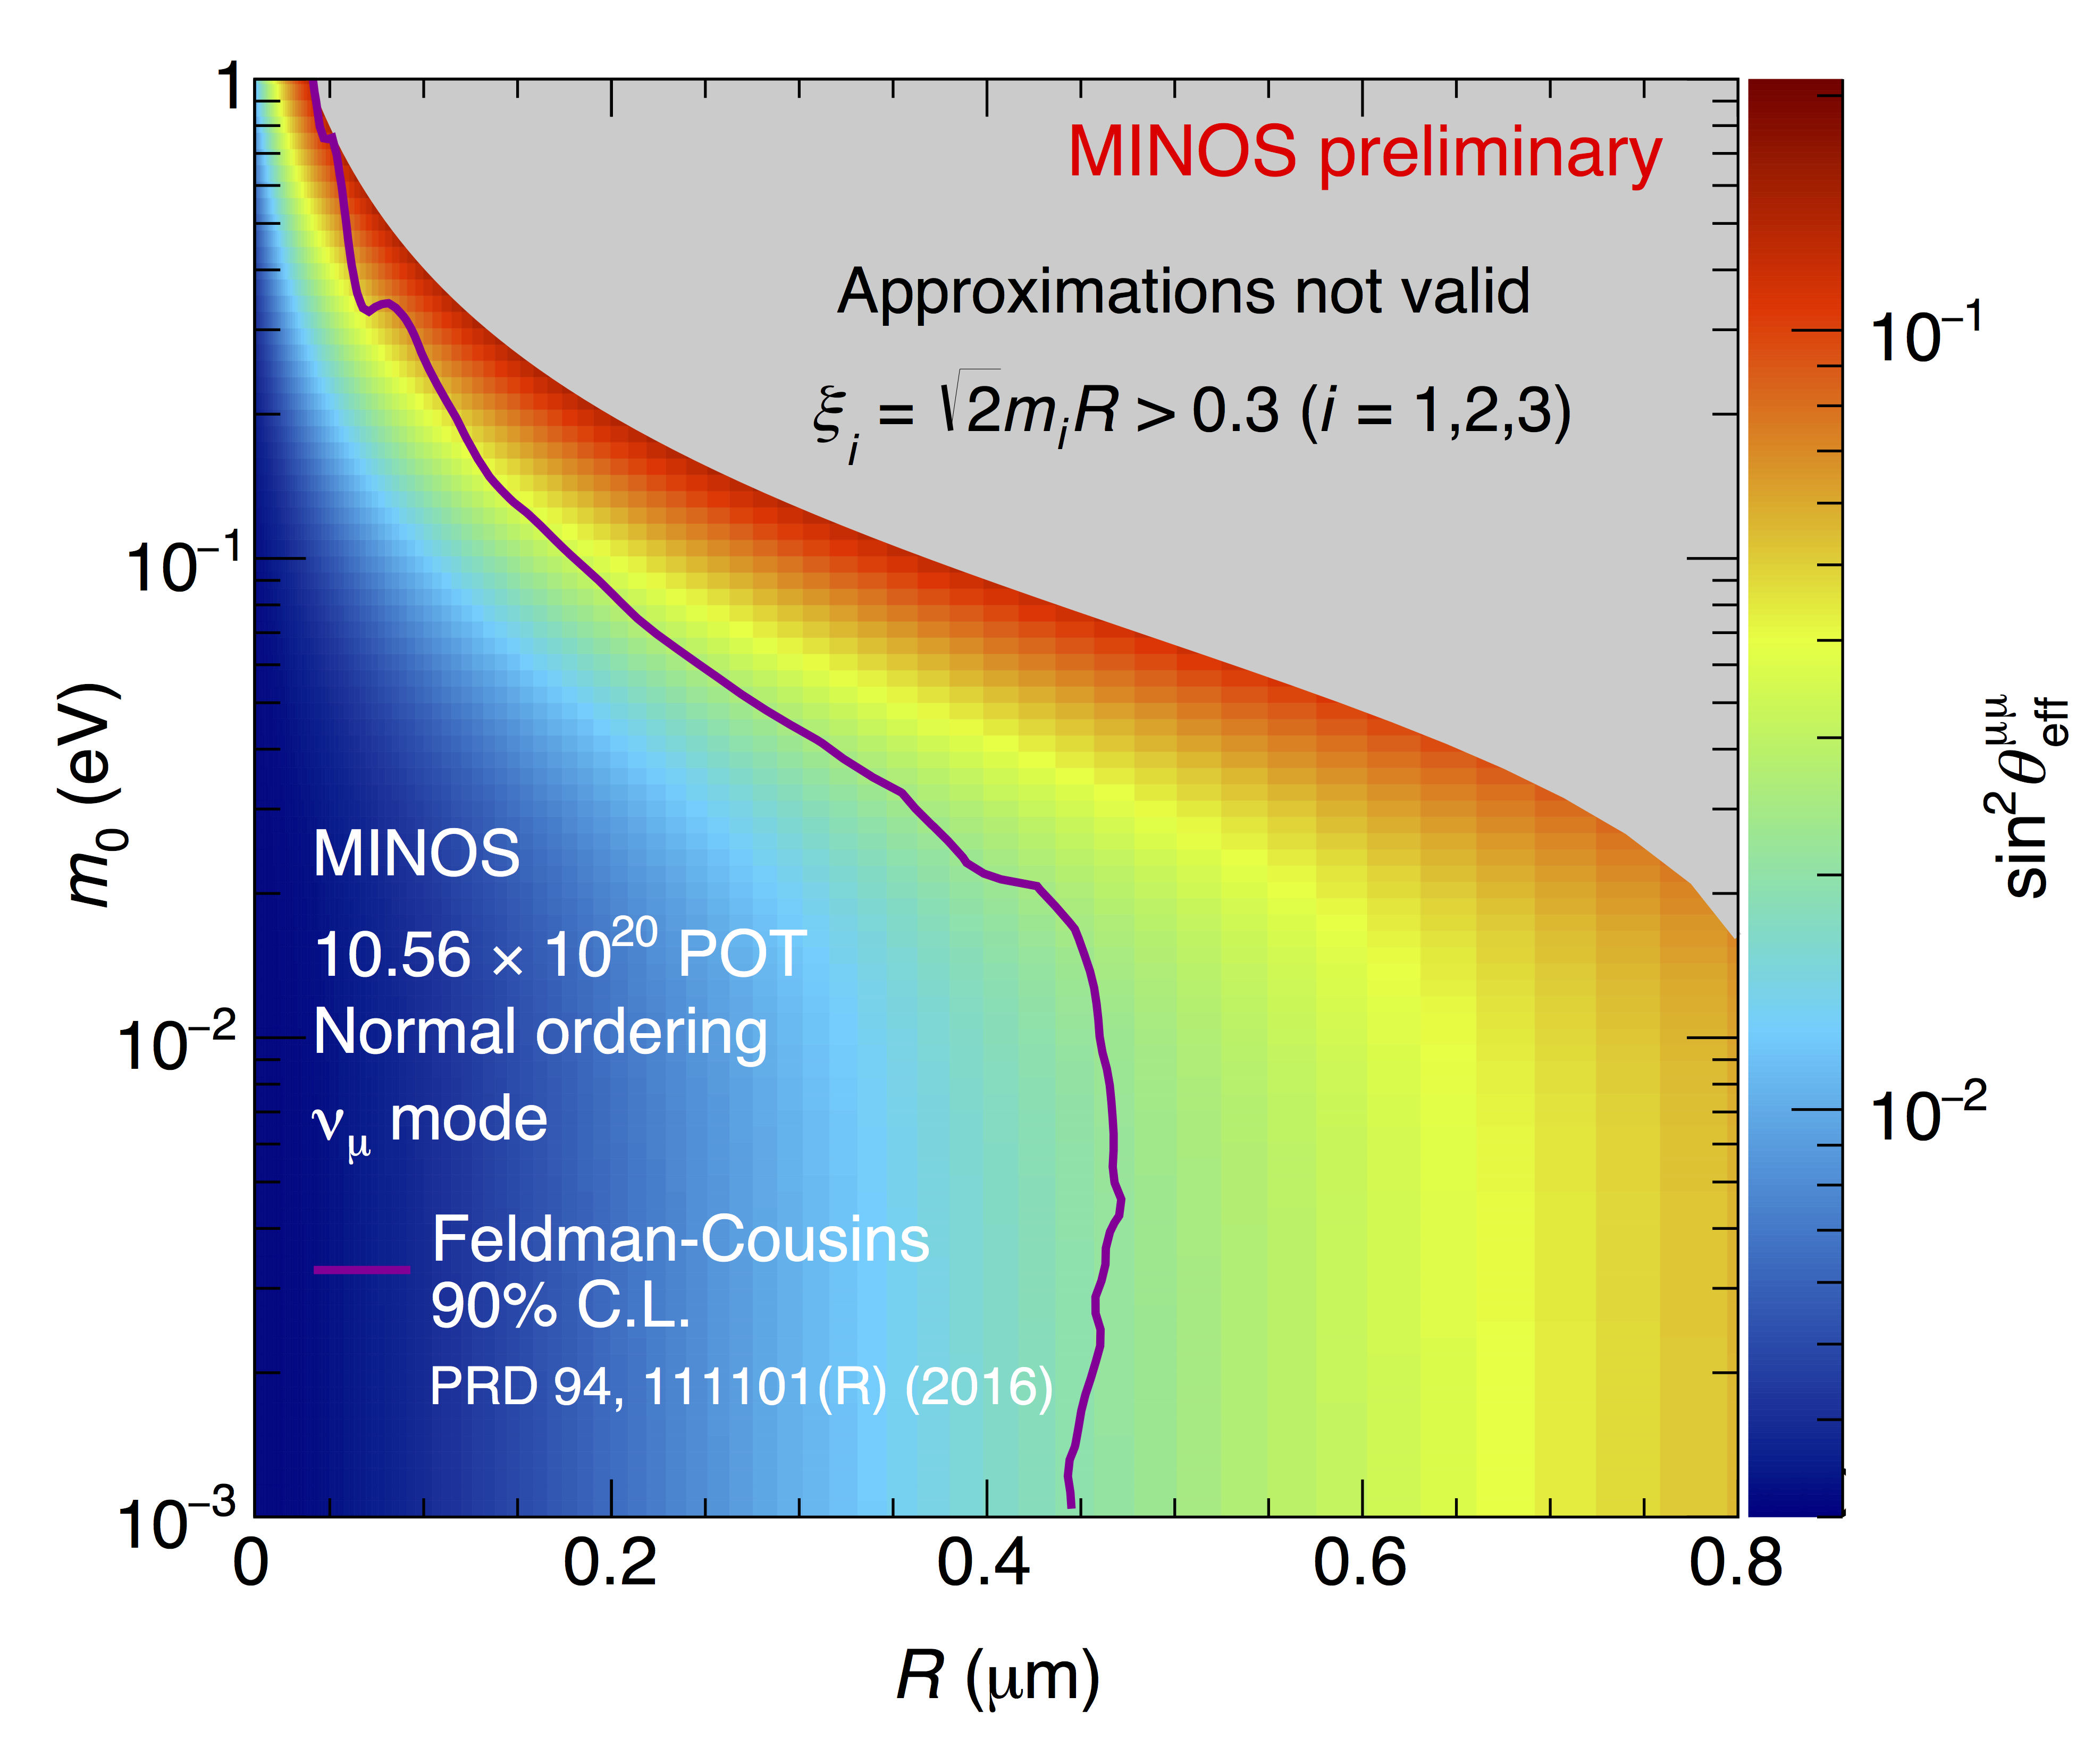 1
10⁻¹
10⁻²
10⁻³
m₀ (eV)
MINOS preliminary
Approximations not valid
ξᵢ = √2mᵢR > 0.3 (i = 1,2,3)
MINOS
10.56 × 10²⁰ POT
Normal ordering
ν_μ mode
Feldman-Cousins
90% C.L.
PRD 94, 111101(R) (2016)
0 0.2 0.4 0.6 0.8
R (μm)
10⁻¹
10⁻²
sin²θ^μμ_eff